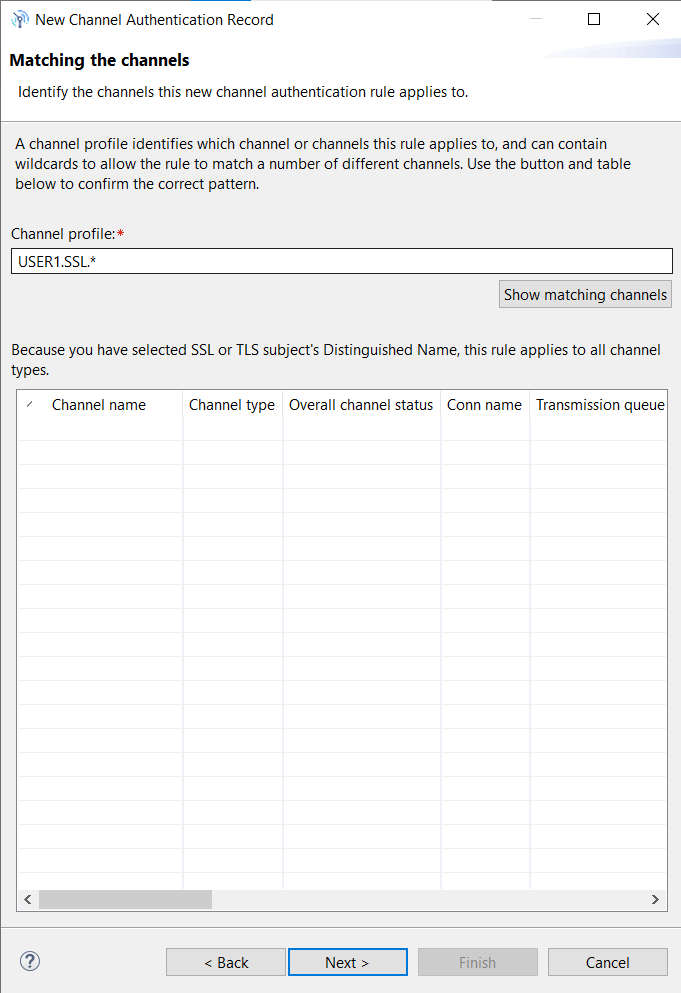 New Channel Authentication Record
Matching the channels
Identify the channels this new channel authentication rule applies to.
A channel profile identifies which channel or channels this rule applies to, and can contain
wildcards to allow the rule to match a number of different channels. Use the button and table
below to confirm the correct pattern.
Channel profile:*
USER1.SSL.*
Show matching channels
Because you have selected SSL or TLS subject's Distinguished Name, this rule applies to all channel
types.
Channel name Channel type Overall channel status Conn name Transmission queue
? < Back Next > Finish Cancel